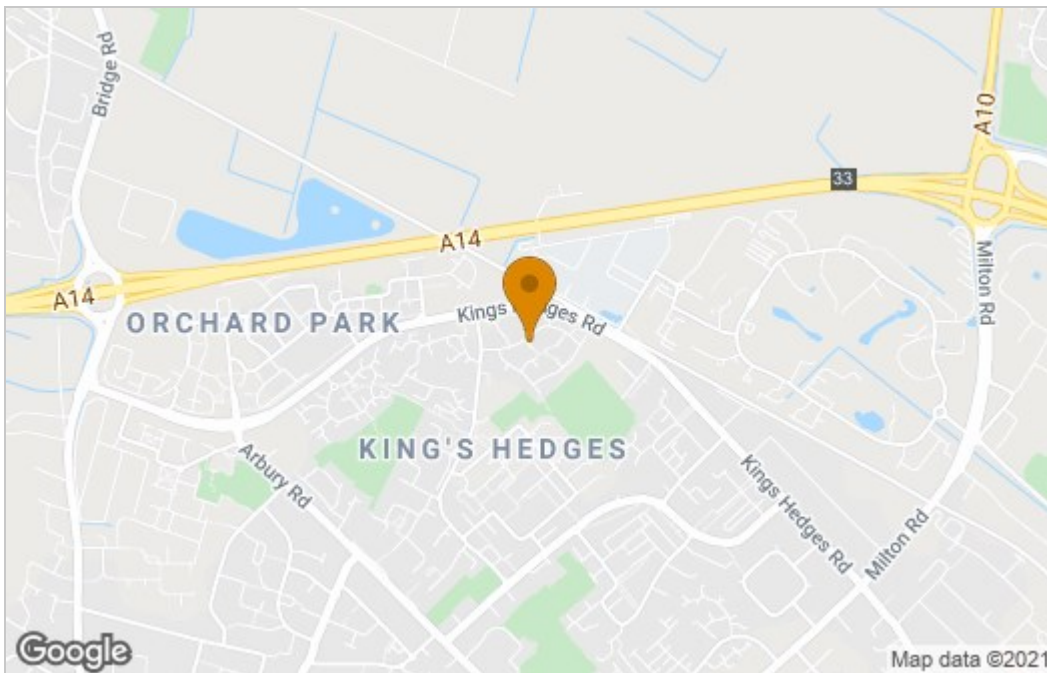 Bridge Rd
A10
33
A14
A14
Kings Hedges Rd
ORCHARD PARK
Milton Rd
KING'S HEDGES
Arbury Rd
Kings Hedges Rd
Milton Rd
Google
Map data ©2021